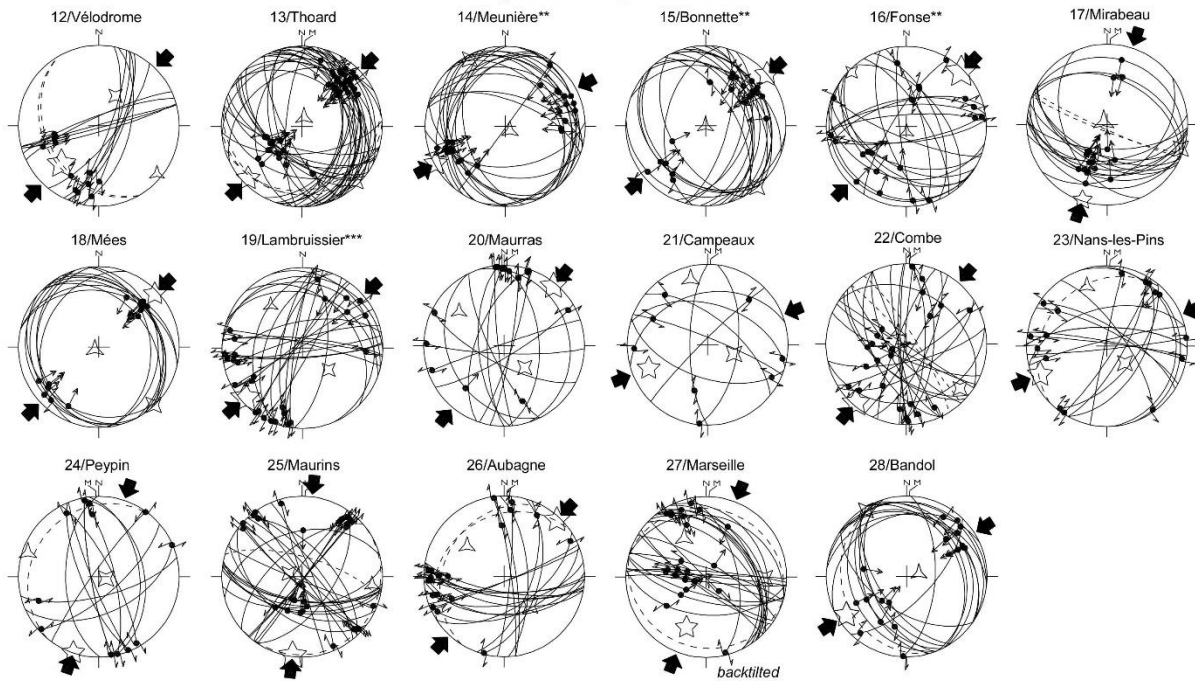 12/Vélodrome
13/Thoard
14/Meunière**
15/Bonnette**
16/Fonse**
17/Mirabeau
N
N M
N M
N M
N
N M
18/Mées
19/Lambruissier***
20/Maurras
21/Campeaux
22/Combe
23/Nans-les-Pins
N
N
N M
N
N
N
24/Peypin
25/Maurins
26/Aubagne
27/Marseille
28/Bandol
M N
N
N M
N M
N
backtilted